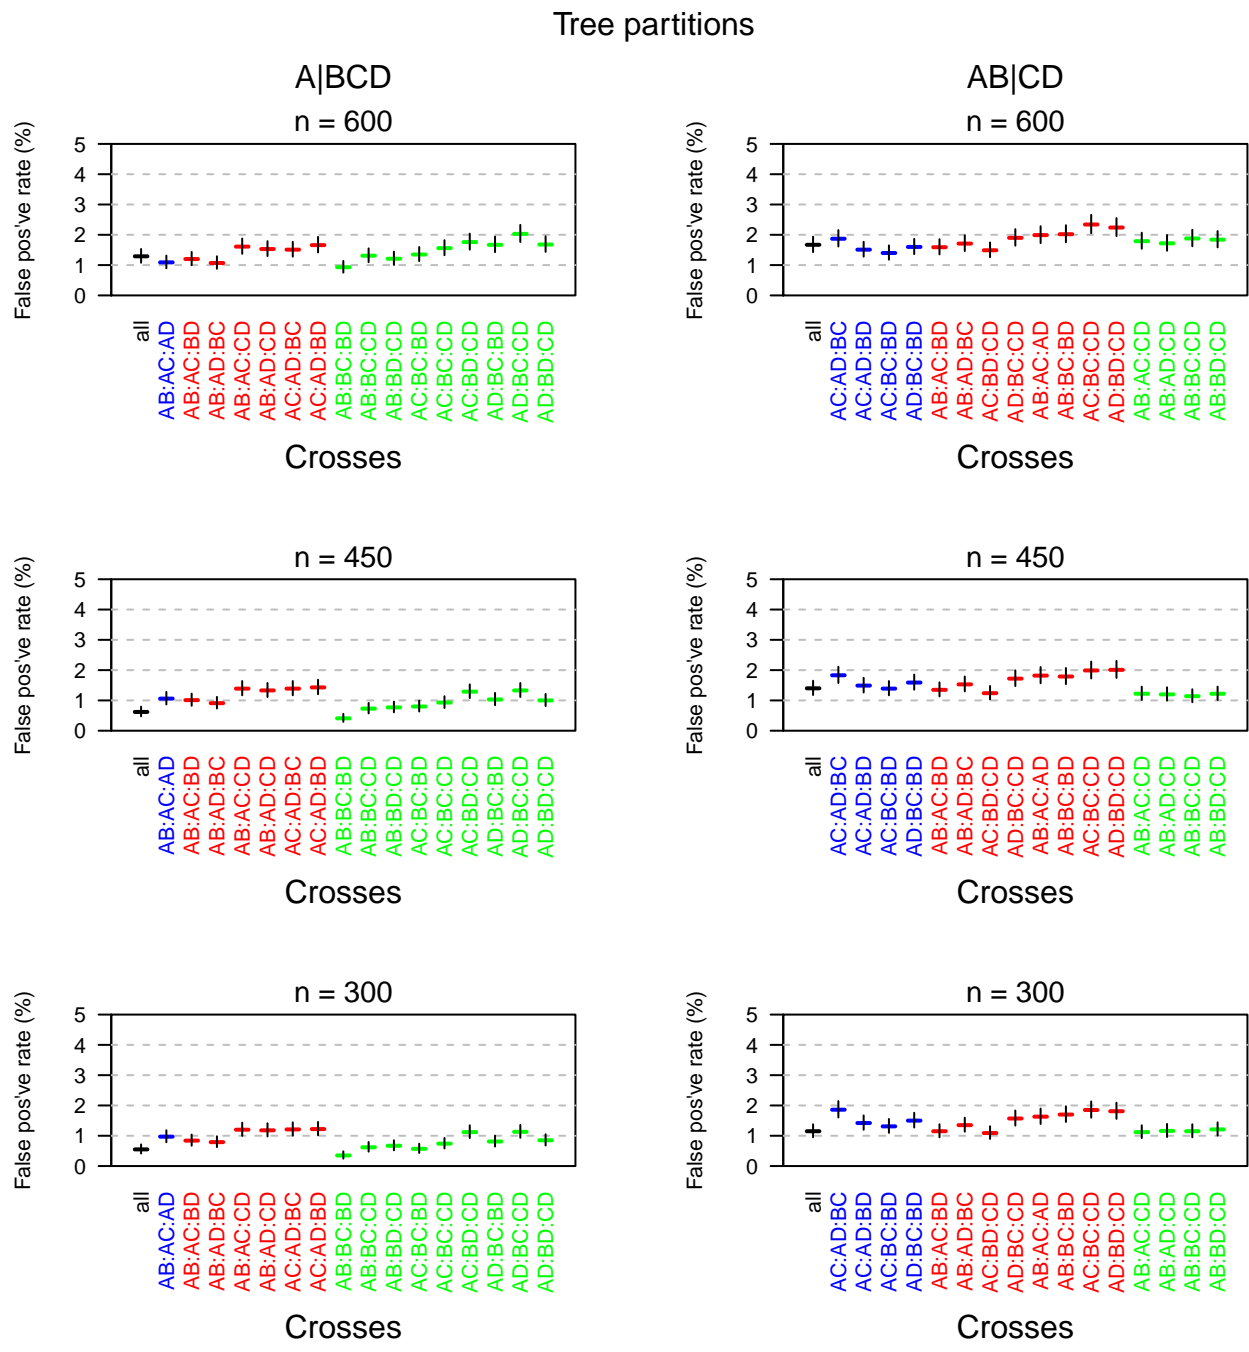 Tree partitions
A|BCD
n = 600
False pos've rate (%)
5
4
3
2
1
0
all
AB:AC:AD
AB:AC:BD
AB:AD:BC
AB:AC:CD
AB:AD:CD
AC:AD:BC
AC:AD:BD
AB:BC:BD
AB:BC:CD
AB:BD:CD
AC:BC:BD
AC:BC:CD
AC:BD:CD
AD:BC:BD
AD:BC:CD
AD:BD:CD
Crosses
AB|CD
n = 600
False pos've rate (%)
5
4
3
2
1
0
all
AC:AD:BC
AC:AD:BD
AC:BC:BD
AD:BC:BD
AB:AC:BD
AB:AD:BC
AC:BD:CD
AD:BC:CD
AB:AC:AD
AB:BC:BD
AC:BC:CD
AD:BD:CD
AB:AC:CD
AB:AD:CD
AB:BC:CD
AB:BD:CD
Crosses
n = 450
False pos've rate (%)
5
4
3
2
1
0
all
AB:AC:AD
AB:AC:BD
AB:AD:BC
AB:AC:CD
AB:AD:CD
AC:AD:BC
AC:AD:BD
AB:BC:BD
AB:BC:CD
AB:BD:CD
AC:BC:BD
AC:BC:CD
AC:BD:CD
AD:BC:BD
AD:BC:CD
AD:BD:CD
Crosses
n = 450
False pos've rate (%)
5
4
3
2
1
0
all
AC:AD:BC
AC:AD:BD
AC:BC:BD
AD:BC:BD
AB:AC:BD
AB:AD:BC
AC:BD:CD
AD:BC:CD
AB:AC:AD
AB:BC:BD
AC:BC:CD
AD:BD:CD
AB:AC:CD
AB:AD:CD
AB:BC:CD
AB:BD:CD
Crosses
n = 300
False pos've rate (%)
5
4
3
2
1
0
all
AB:AC:AD
AB:AC:BD
AB:AD:BC
AB:AC:CD
AB:AD:CD
AC:AD:BC
AC:AD:BD
AB:BC:BD
AB:BC:CD
AB:BD:CD
AC:BC:BD
AC:BC:CD
AC:BD:CD
AD:BC:BD
AD:BC:CD
AD:BD:CD
Crosses
n = 300
False pos've rate (%)
5
4
3
2
1
0
all
AC:AD:BC
AC:AD:BD
AC:BC:BD
AD:BC:BD
AB:AC:BD
AB:AD:BC
AC:BD:CD
AD:BC:CD
AB:AC:AD
AB:BC:BD
AC:BC:CD
AD:BD:CD
AB:AC:CD
AB:AD:CD
AB:BC:CD
AB:BD:CD
Crosses